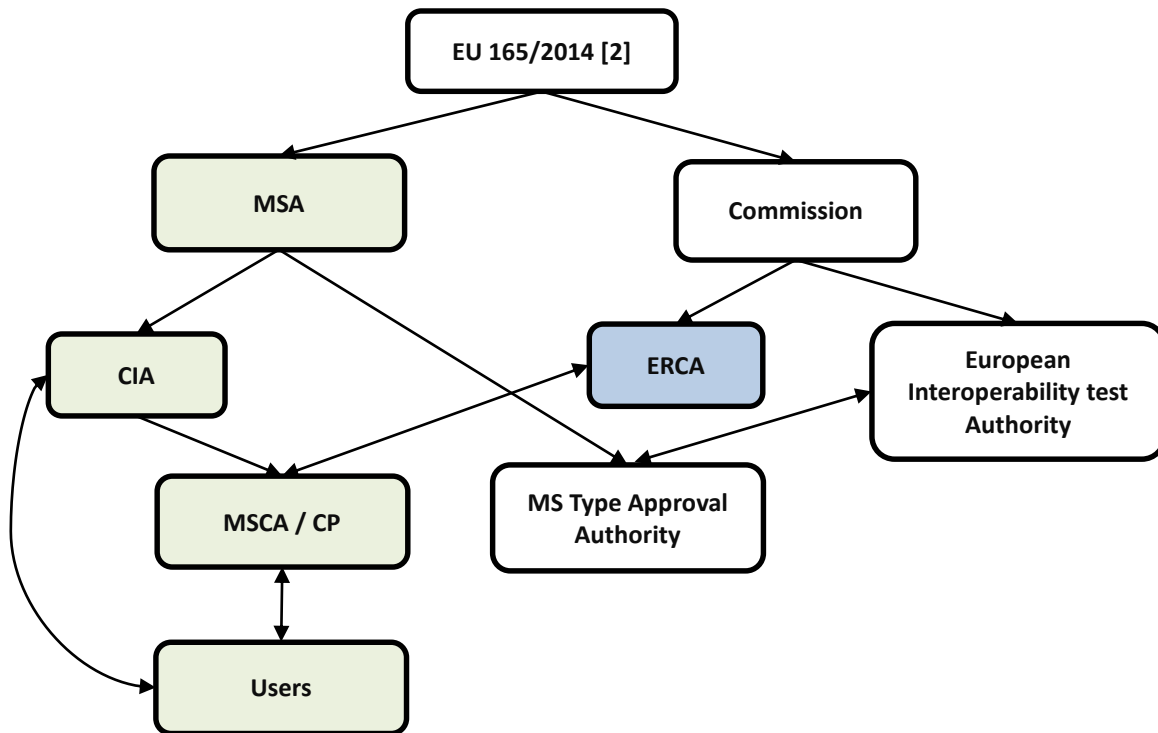 EU 165/2014 [2]
MSA
Commission
CIA
ERCA
European
Interoperability test
Authority
MSCA / CP
MS Type Approval
Authority
Users